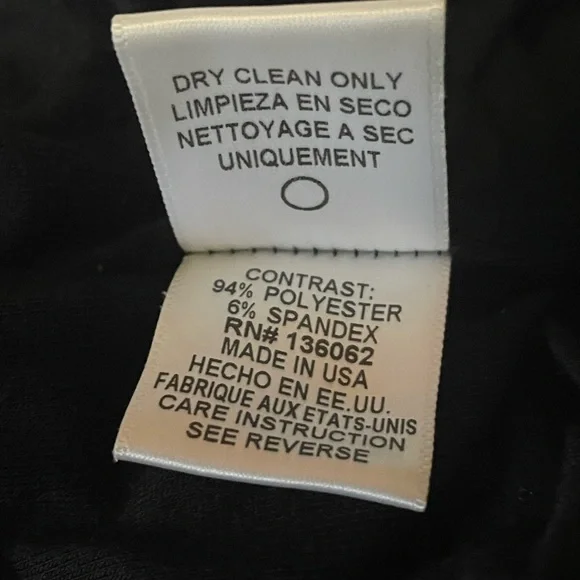 DRY CLEAN ONLY
LIMPIEZA EN SECO
NETTOYAGE A SEC
UNIQUEMENT
CONTRAST:
94% POLYESTER
6% SPANDEX
RN# 136062
MADE IN USA
HECHO EN EE.UU.
FABRIQUE AUX ETATS-UNIS
CARE INSTRUCTION
SEE REVERSE